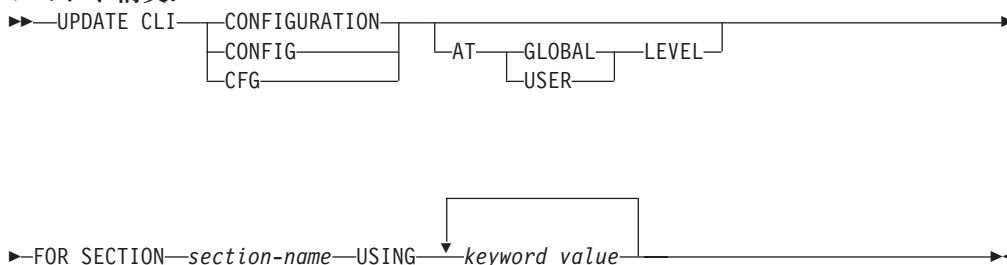 UPDATE CLI CONFIGURATION AT GLOBAL LEVEL
CONFIG USER
CFG
FOR SECTION section-name USING keyword value